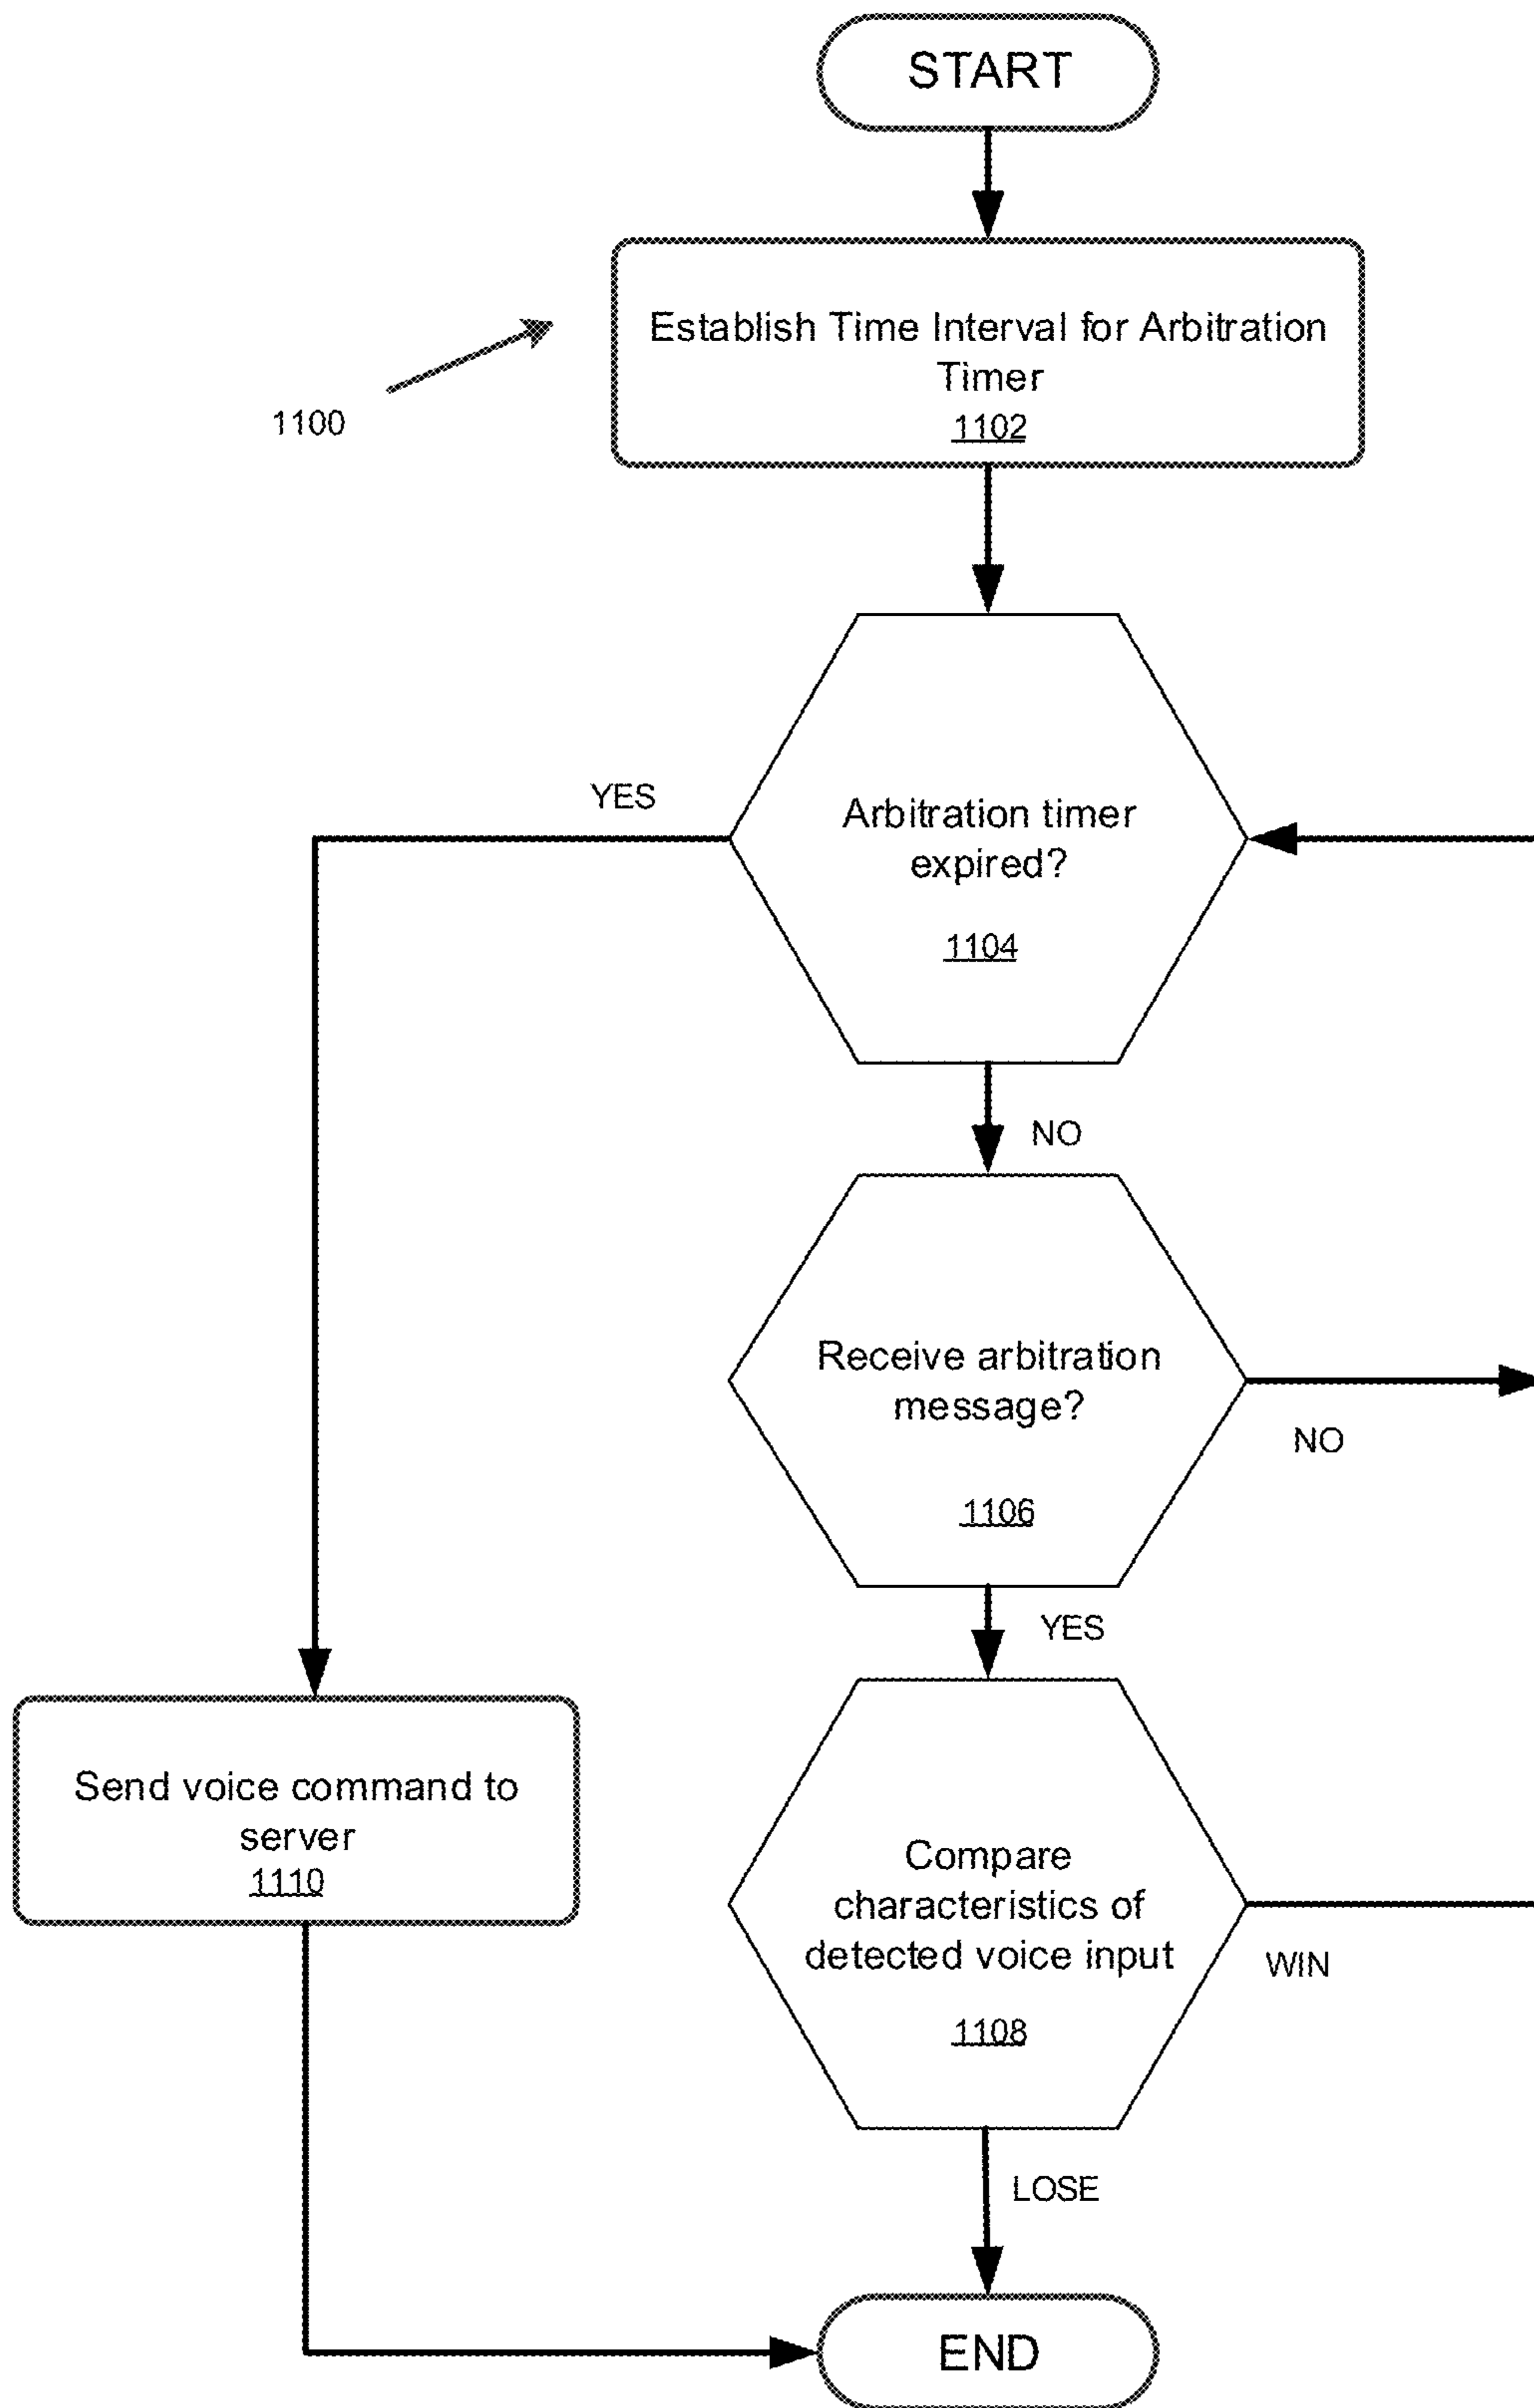 START
Establish Time Interval for Arbitration
Timer
1102
1100
YES
Arbitration timer
expired?
1104
NO
Receive arbitration
message?
1106
NO
YES
Send voice command to
server
1110
Compare
characteristics of
detected voice input
1108
WIN
LOSE
END